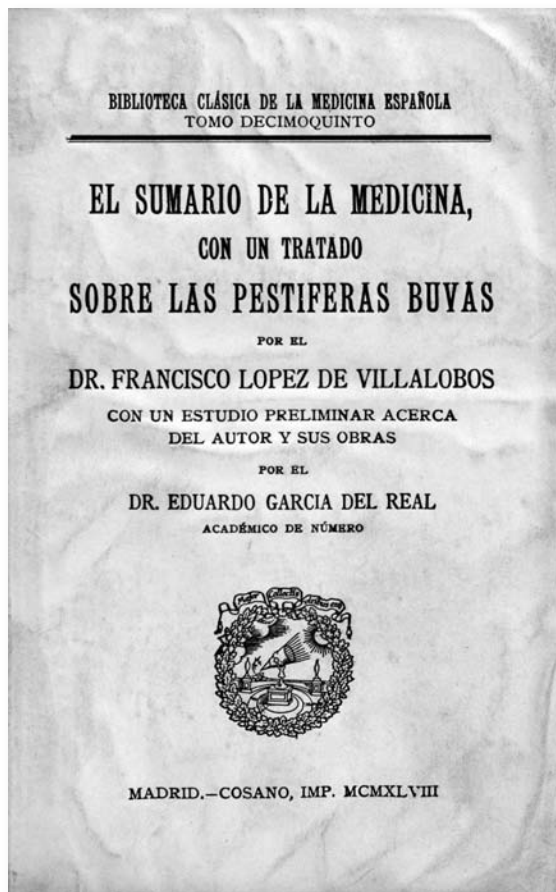 BIBLIOTECA CLÁSICA DE LA MEDICINA ESPAÑOLA
TOMO DECIMOQUINTO
EL SUMARIO DE LA MEDICINA,
CON UN TRATADO
SOBRE LAS PESTIFERAS BUVAS
POR EL
DR. FRANCISCO LOPEZ DE VILLALOBOS
CON UN ESTUDIO PRELIMINAR ACERCA
DEL AUTOR Y SUS OBRAS
POR EL
DR. EDUARDO GARCIA DEL REAL
ACADÉMICO DE NÚMERO
MADRID.—COSANO, IMP. MCMXLVIII